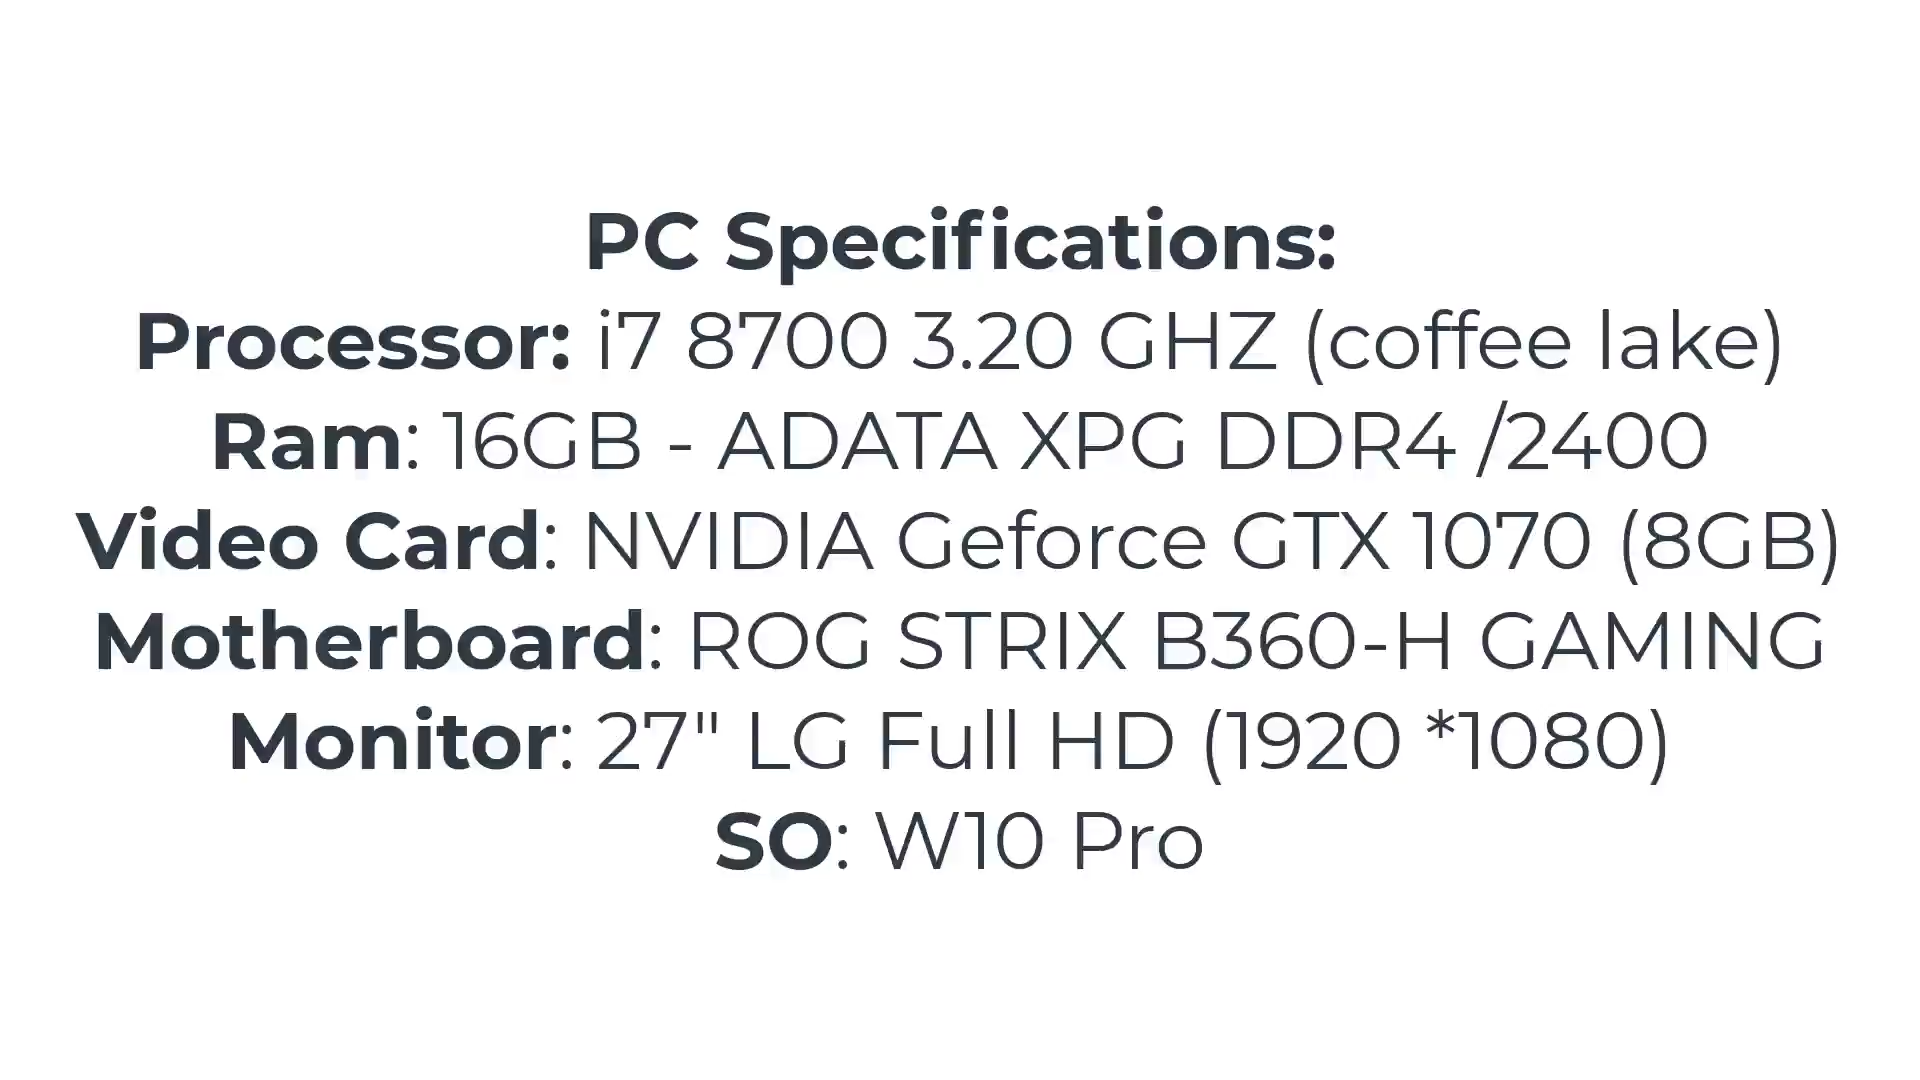 PC Specifications:
Processor: i7 8700 3.20 GHZ (coffee lake)
Ram: 16GB - ADATA XPG DDR4 /2400
Video Card: NVIDIA Geforce GTX 1070 (8GB)
Motherboard: ROG STRIX B360-H GAMING
Monitor: 27" LG Full HD (1920 *1080)
SO: W10 Pro